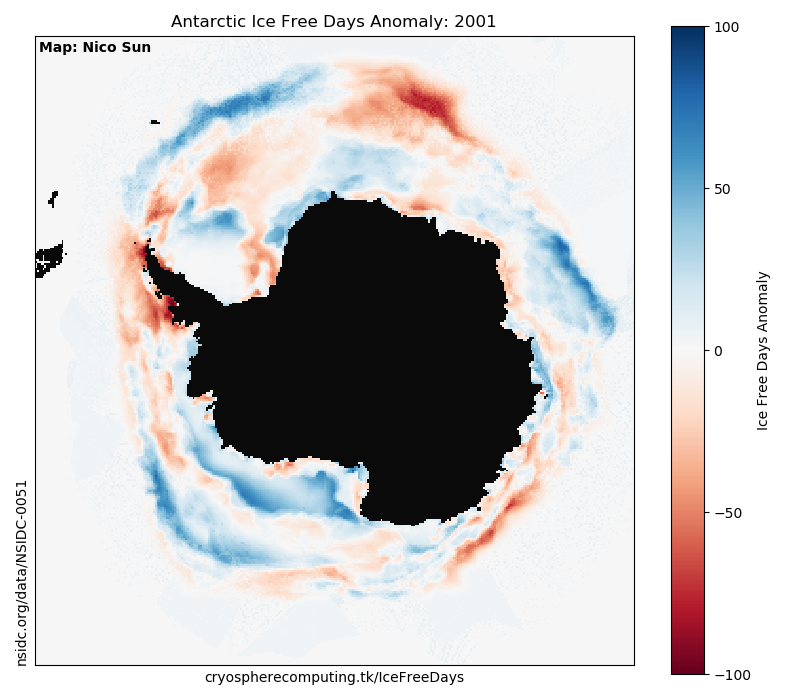 Antarctic Ice Free Days Anomaly: 2001
Map: Nico Sun
100
50
0
−50
−100
Ice Free Days Anomaly
nsidc.org/data/NSIDC-0051
cryospherecomputing.tk/IceFreeDays